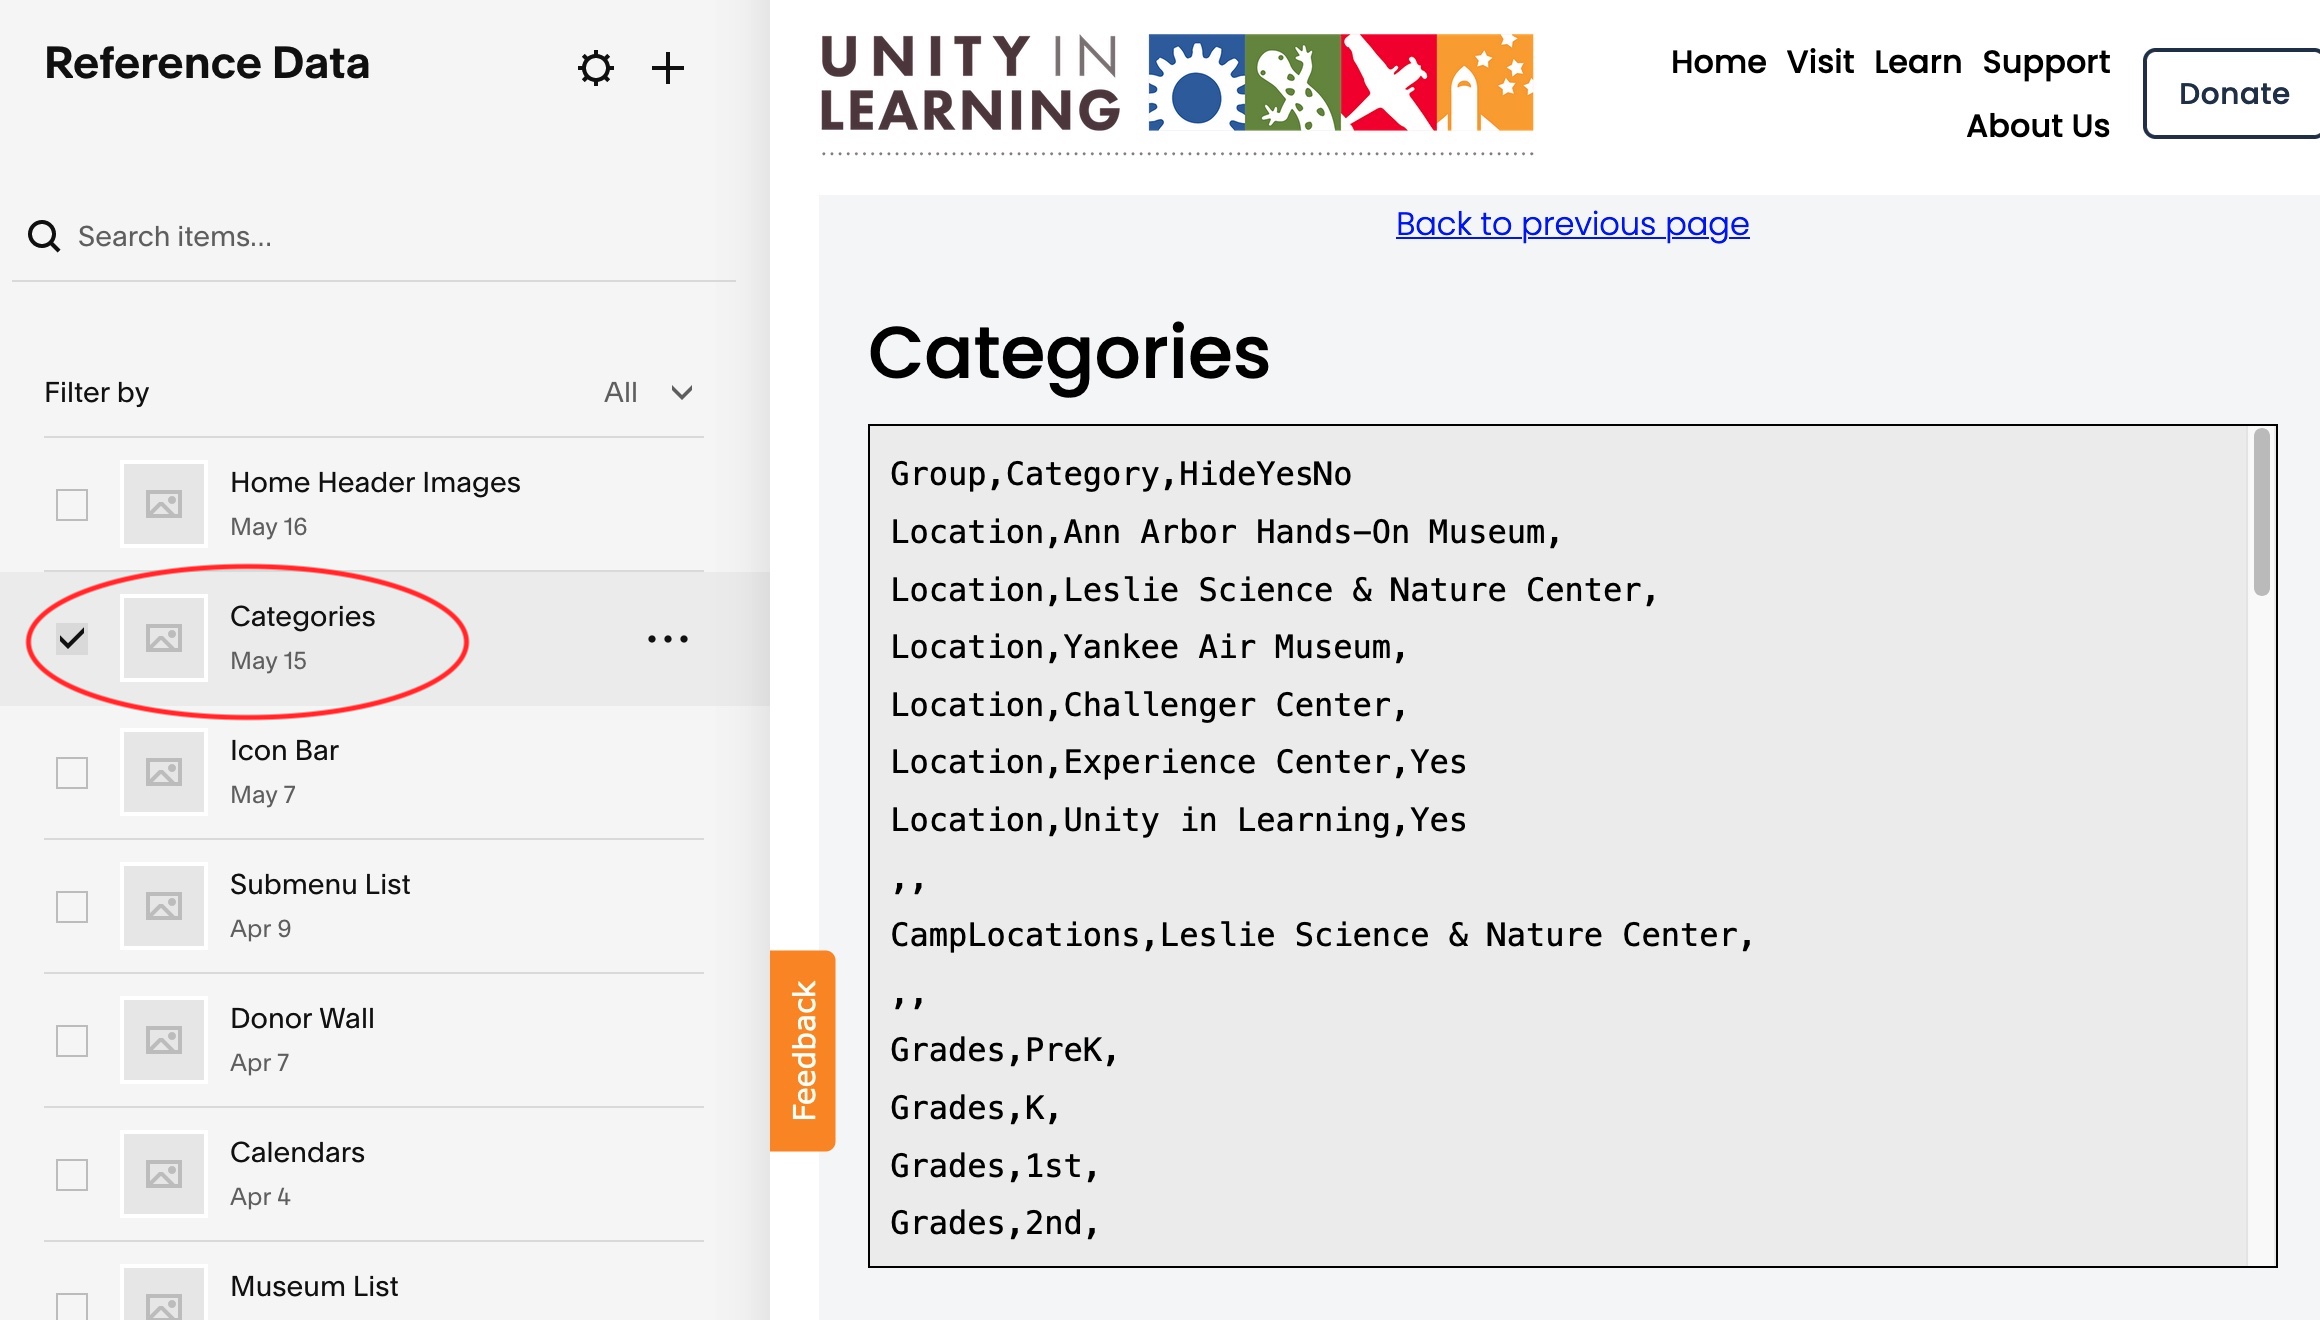 Reference Data
Search items...
Filter by
All
Home Header Images
May 16
Categories
May 15
Icon Bar
May 7
Submenu List
Apr 9
Donor Wall
Apr 7
Calendars
Apr 4
Museum List
UNITY IN
LEARNING
Home Visit Learn Support
About Us
Donate
Back to previous page
Categories
Group,Category,HideYesNo
Location,Ann Arbor Hands-On Museum,
Location,Leslie Science & Nature Center,
Location,Yankee Air Museum,
Location,Challenger Center,
Location,Experience Center,Yes
Location,Unity in Learning,Yes
,,
CampLocations,Leslie Science & Nature Center,
,,
Grades,PreK,
Grades,K,
Grades,1st,
Grades,2nd,
Feedback